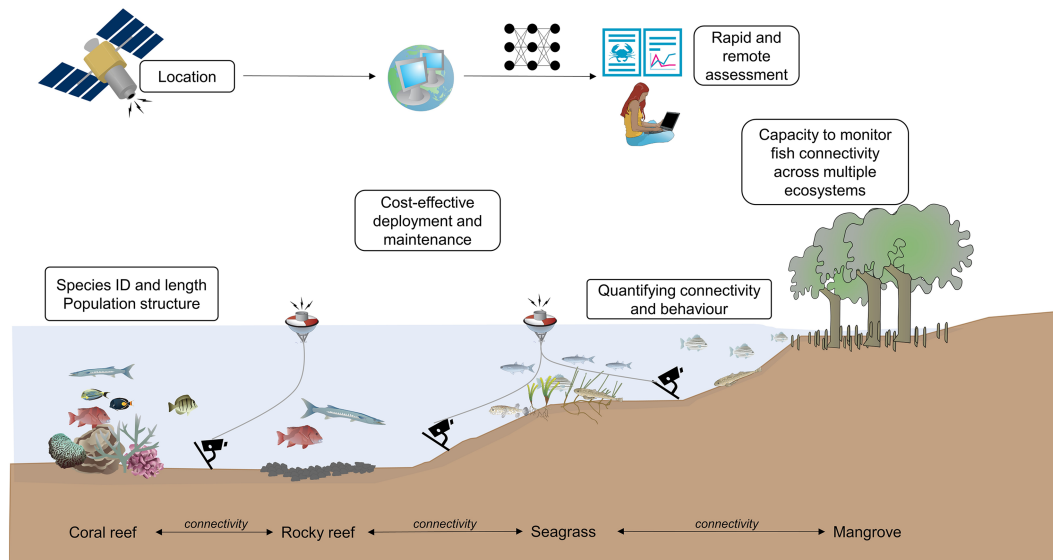 Location
Rapid and
remote
assessment
Capacity to monitor
fish connectivity
across multiple
ecosystems
Cost-effective
deployment and
maintenance
Species ID and length
Population structure
Quantifying connectivity
and behaviour
Coral reef
connectivity
Rocky reef
connectivity
Seagrass
connectivity
Mangrove